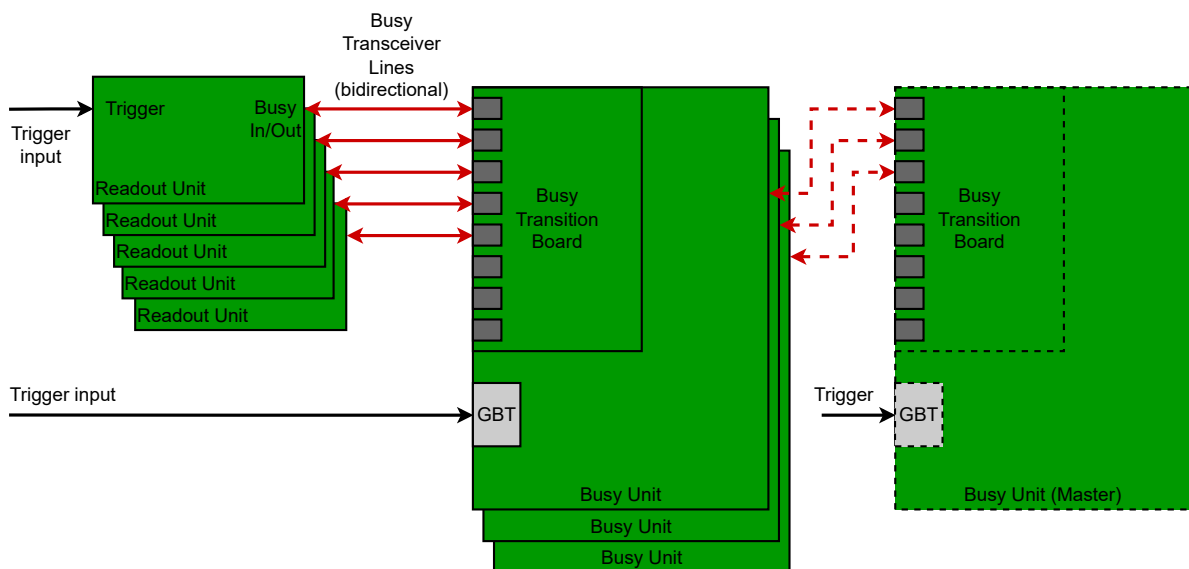 Busy
Transceiver
Lines
(bidirectional)
Trigger
input
Trigger
Busy
In/Out
Readout Unit
Readout Unit
Readout Unit
Readout Unit
Readout Unit
Busy
Transition
Board
Busy
Transition
Board
Trigger input
GBT
Trigger
GBT
Busy Unit
Busy Unit
Busy Unit
Busy Unit (Master)